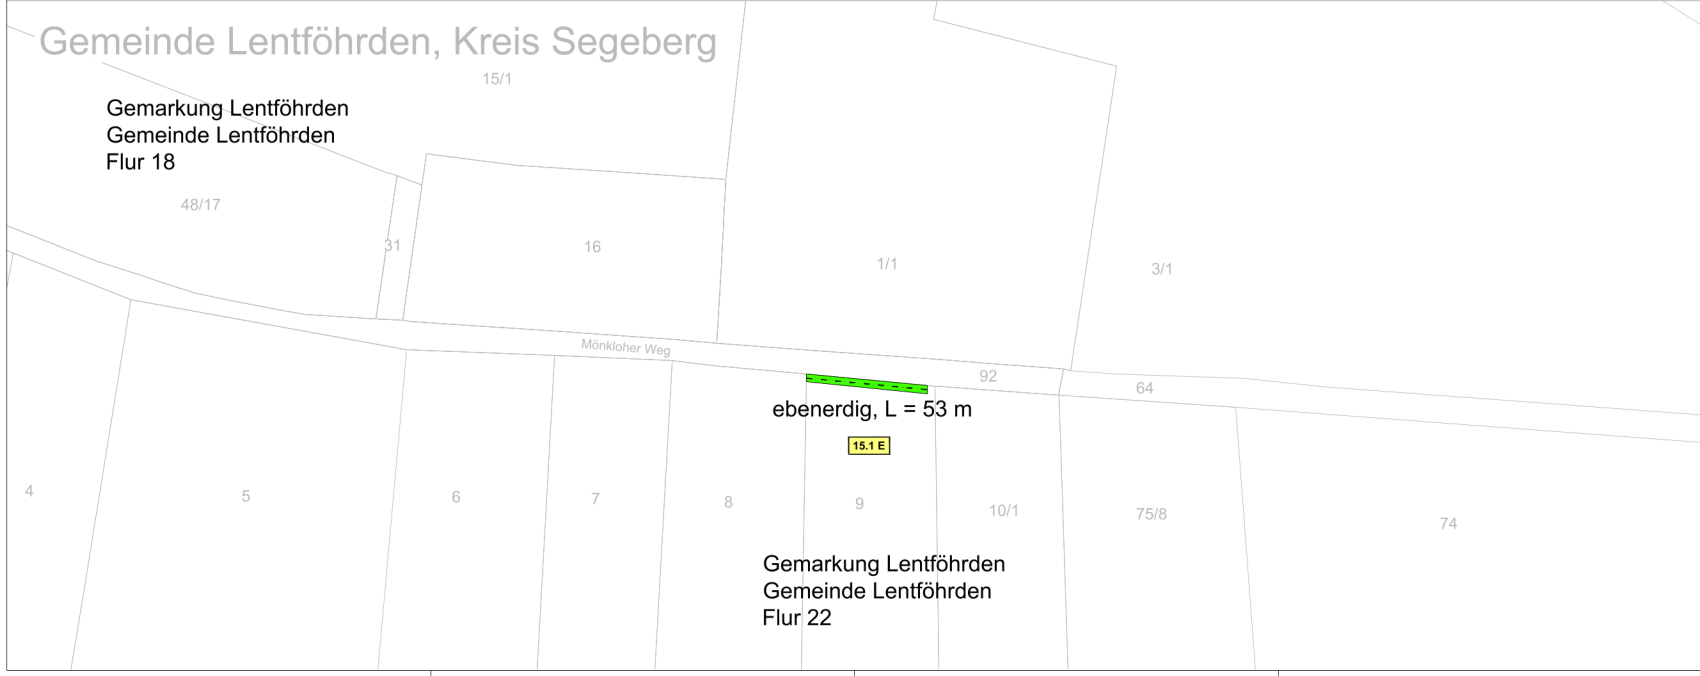 Gemeinde Lentföhrden, Kreis Segeberg
15/1
Gemarkung Lentföhrden
Gemeinde Lentföhrden
Flur 18
48/17
31
16
1/1
3/1
Mönkloher Weg
92
64
ebenerdig, L = 53 m
15.1 E
4
5
6
7
8
9
10/1
75/8
74
Gemarkung Lentföhrden
Gemeinde Lentföhrden
Flur 22